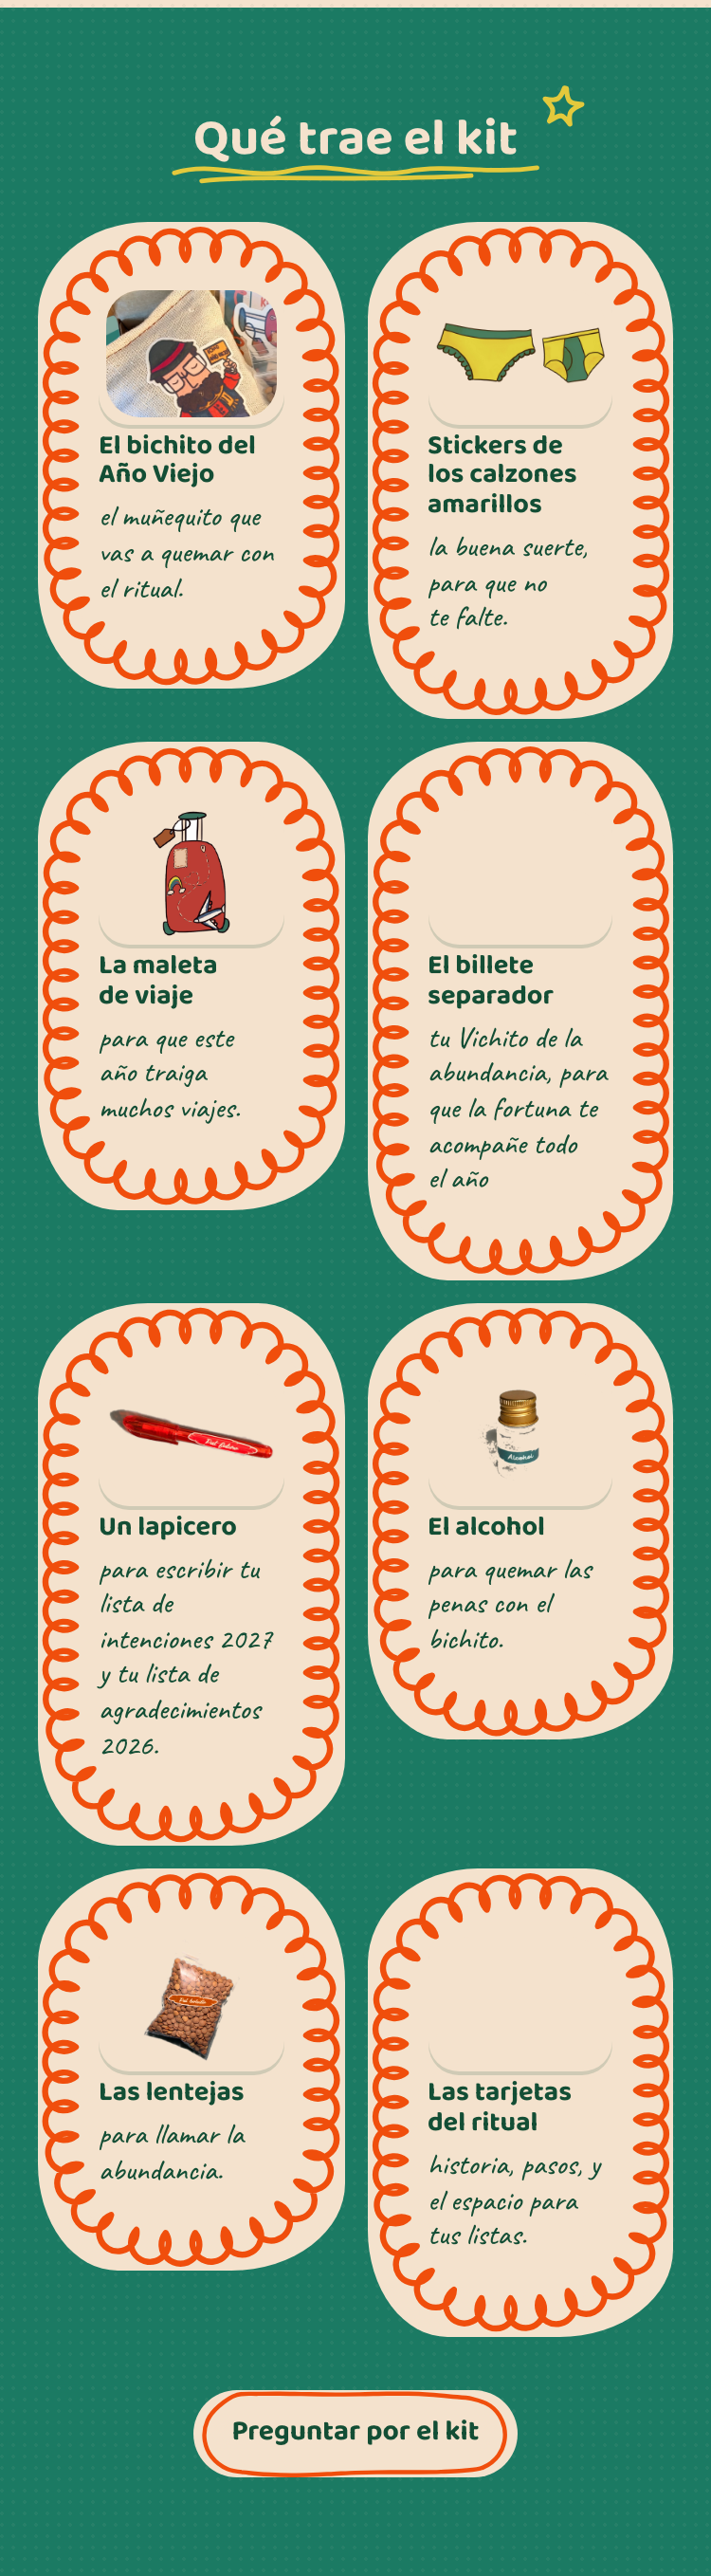 Qué trae el kit
El bichito del
Año Viejo
el muñequito que
vas a quemar con
el ritual.
Stickers de
los calzones
amarillos
la buena suerte,
para que no
te falte.
La maleta
de viaje
para que este
año traiga
muchos viajes.
El billete
separador
tu Vichito de la
abundancia, para
que la fortuna te
acompañe todo
el año
Un lapicero
para escribir tu
lista de
intenciones 2027
y tu lista de
agradecimientos
2026.
Alcohol
El alcohol
para quemar las
penas con el
bichito.
Las lentejas
para llamar la
abundancia.
Las tarjetas
del ritual
historia, pasos, y
el espacio para
tus listas.
Preguntar por el kit